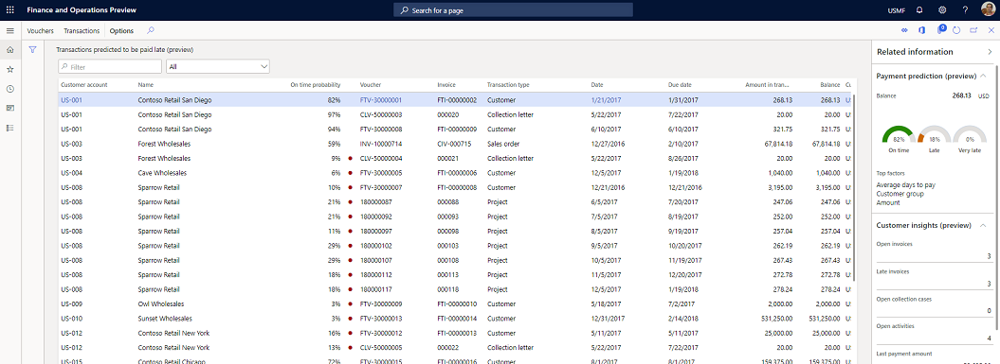 Finance and Operations Preview
Search for a page
USMF
Vouchers Transactions Options
Transactions predicted to be paid late (preview)
Filter
All
Customer account Name On time probability Voucher Invoice Transaction type Date Due date Amount in tran... Balance Cu
US-001 Contoso Retail San Diego 82% FTV-30000001 FTI-00000002 Customer 1/21/2017 1/31/2017 268.13 268.13 U
US-001 Contoso Retail San Diego 97% CLV-50000003 000020 Collection letter 5/22/2017 7/22/2017 20.00 20.00 U
US-001 Contoso Retail San Diego 94% FTV-30000008 FTI-00000009 Customer 6/10/2017 6/10/2017 321.75 321.75 U
US-003 Forest Wholesales 59% INV-10000714 CIV-000715 Sales order 12/27/2016 2/10/2017 67,814.18 67,814.18 U
US-003 Forest Wholesales 9% CLV-50000004 000021 Collection letter 5/22/2017 8/26/2017 20.00 20.00 U
US-004 Cave Wholesales 6% FTV-30000005 FTI-00000006 Customer 12/5/2017 1/19/2018 1,040.00 1,040.00 U
US-008 Sparrow Retail 10% FTV-30000007 FTI-00000008 Customer 12/21/2016 12/21/2016 3,195.00 3,195.00 U
US-008 Sparrow Retail 21% 180000087 000088 Project 6/5/2017 7/20/2017 247.06 247.06 U
US-008 Sparrow Retail 21% 180000092 000093 Project 7/5/2017 8/19/2017 252.00 252.00 U
US-008 Sparrow Retail 11% 180000097 000098 Project 8/5/2017 9/19/2017 257.04 257.04 U
US-008 Sparrow Retail 29% 180000102 000103 Project 9/5/2017 10/20/2017 262.19 262.19 U
US-008 Sparrow Retail 29% 180000107 000108 Project 10/5/2017 11/19/2017 267.43 267.43 U
US-008 Sparrow Retail 18% 180000112 000113 Project 11/5/2017 12/20/2017 272.78 272.78 U
US-008 Sparrow Retail 18% 180000117 000118 Project 12/5/2017 1/19/2018 278.24 278.24 U
US-009 Owl Wholesales 3% FTV-30000009 FTI-00000010 Customer 5/18/2017 7/2/2017 2,000.00 2,000.00 U
US-010 Sunset Wholesales 3% FTV-30000013 FTI-00000014 Customer 12/31/2017 2/14/2018 531,250.00 531,250.00 U
US-012 Contoso Retail New York 16% FTV-30000012 FTI-00000013 Customer 5/11/2017 5/11/2017 25,000.00 25,000.00 U
US-012 Contoso Retail New York 13% CLV-50000005 000022 Collection letter 5/22/2017 5/22/2017 20.00 20.00 U
US-015 Contoso Retail Chicago 72% FTV-30000015 FTI-00000016 Customer 8/1/2017 8/1/2017 159,375.00 159,375.00 U
Related information
Payment prediction (preview)
Balance 268.13 USD
82% 18% 0%
On time Late Very late
Top factors
Average days to pay
Customer group
Amount
Customer insights (preview)
Open invoices
3
Late invoices
3
Open collection cases
0
Open activities
4
Last payment amount